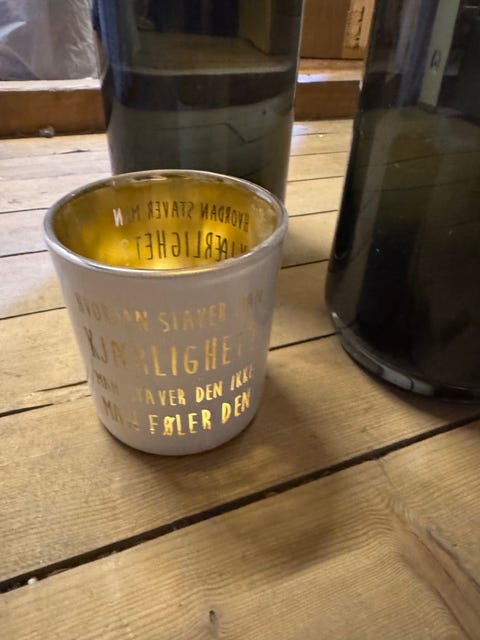 HVORDAN STAVER MAN
KJÆRLIGHET?
MAN STAVER DEN IKKE
MAN FØLER DEN